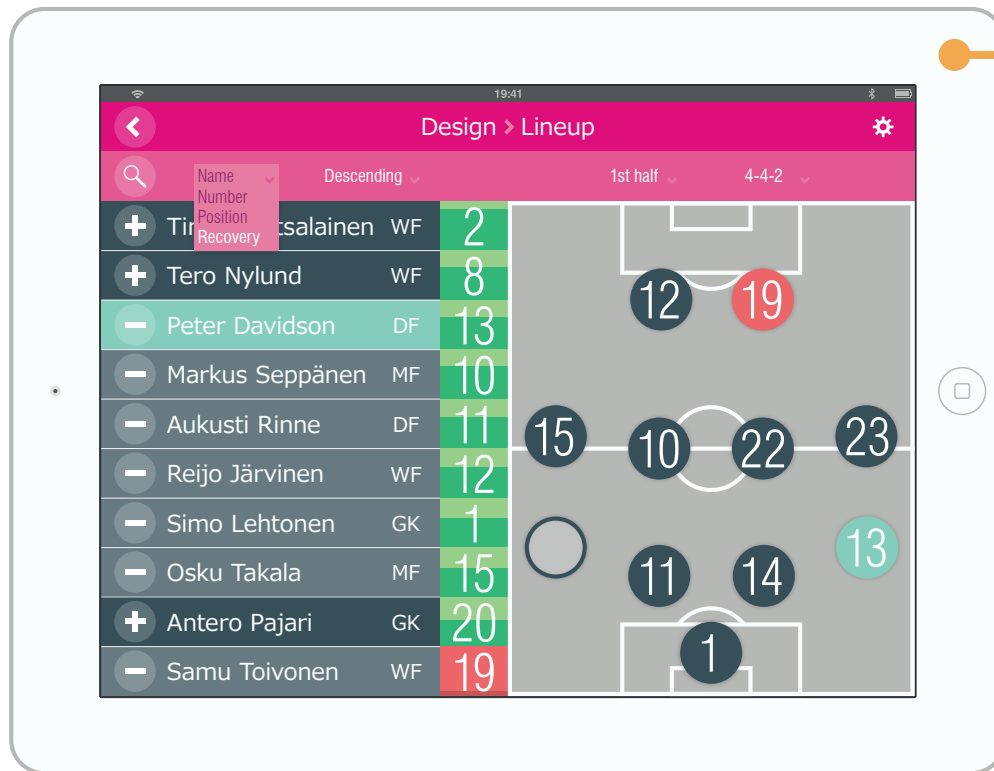 19:41
Design > Lineup
Name
Descending
1st half
4-4-2
Number
Position
Recovery
WF 2
Tero Nylund WF 8
Peter Davidson DF 13
Markus Seppänen MF 10
Aukusti Rinne DF 11
Reijo Järvinen WF 12
Simo Lehtonen GK 1
Osku Takala MF 15
Antero Pajari GK 20
Samu Toivonen WF 19
12 19
15 10 22 23
13
11 14
1